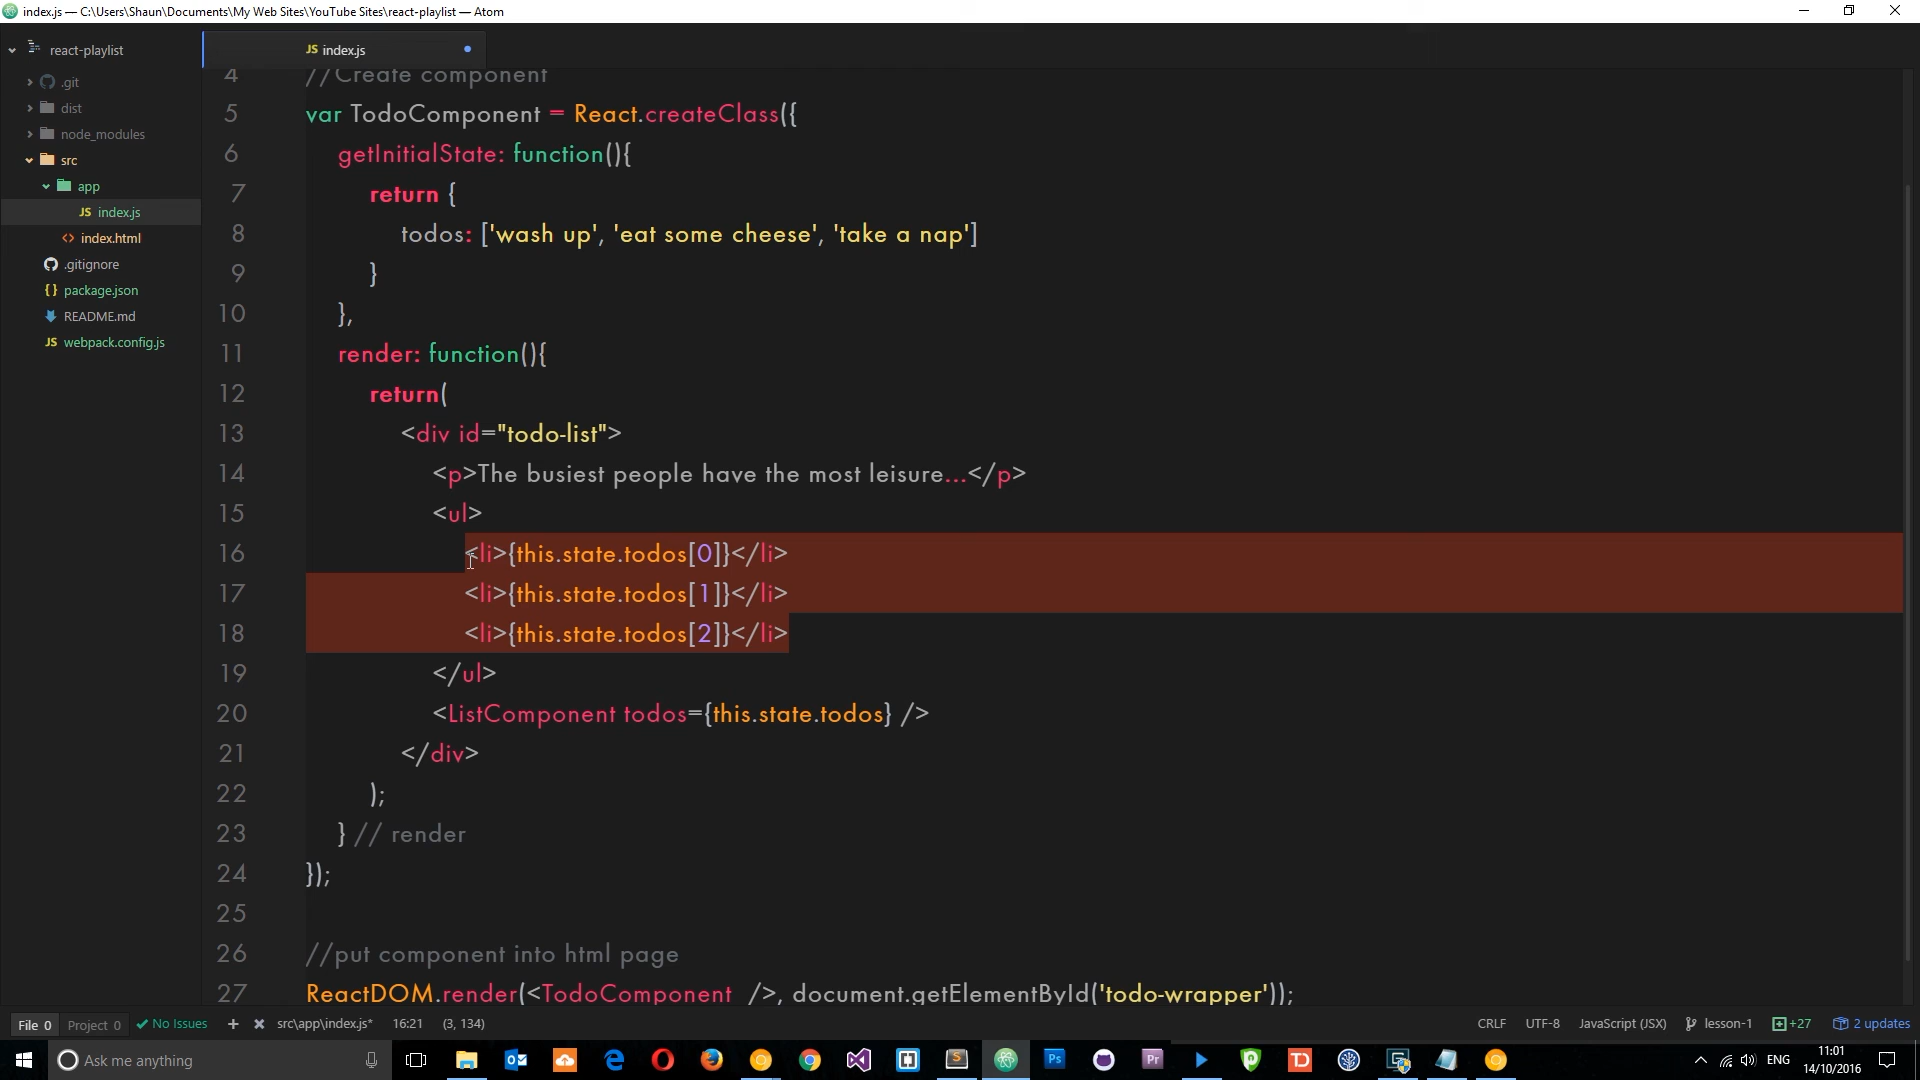 index.js — C:\Users\Shaun\Documents\My Web Sites\YouTube Sites\react-playlist — Atom
react-playlist
.git
dist
node_modules
src
app
index.js
index.html
.gitignore
package.json
README.md
webpack.config.js
index.js
4 //Create component
5 var TodoComponent = React.createClass({
6 getInitialState: function(){
7 return {
8 todos: ['wash up', 'eat some cheese', 'take a nap']
9 }
10 },
11 render: function(){
12 return(
13 <div id="todo-list">
14 <p>The busiest people have the most leisure...</p>
15 <ul>
16 <li>{this.state.todos[0]}</li>
17 <li>{this.state.todos[1]}</li>
18 <li>{this.state.todos[2]}</li>
19 </ul>
20 <ListComponent todos={this.state.todos} />
21 </div>
22 );
23 } // render
24 });
25
26 //put component into html page
27 ReactDOM.render(<TodoComponent />, document.getElementById('todo-wrapper'));
File 0 Project 0 No Issues + src\app\index.js* 16:21 (3, 134) CRLF UTF-8 JavaScript (JSX) lesson-1 +27 2 updates
Ask me anything
ENG 11:01
14/10/2016